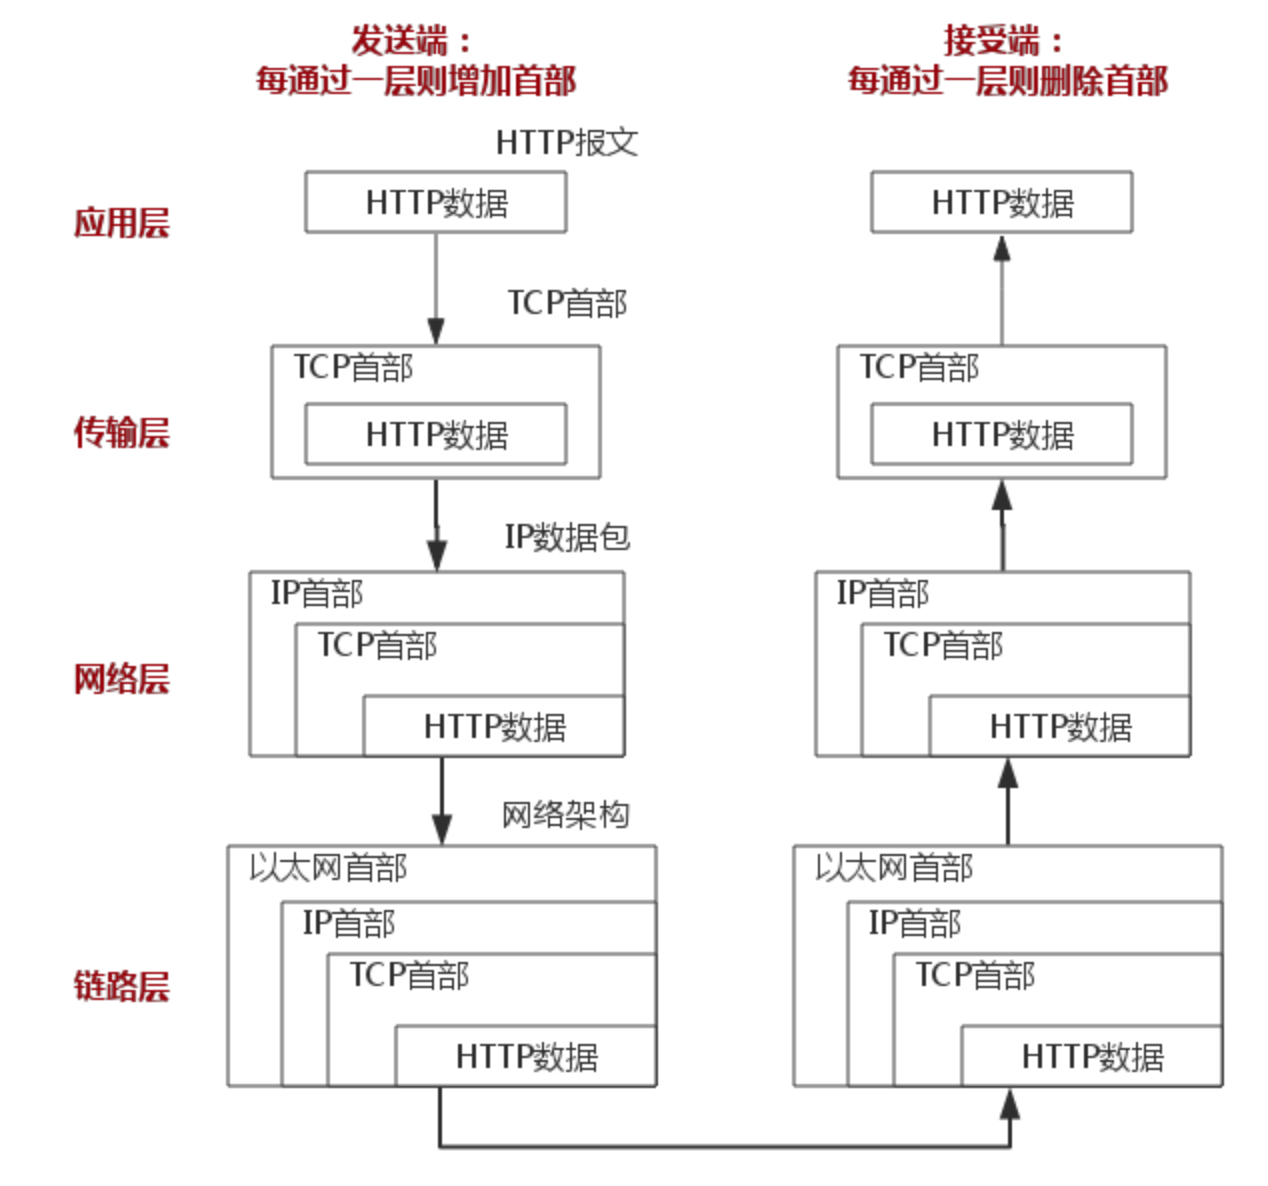 发送端：
每通过一层则增加首部
接受端：
每通过一层则删除首部
HTTP报文
应用层
HTTP数据
HTTP数据
TCP首部
传输层
TCP首部
HTTP数据
TCP首部
HTTP数据
IP数据包
网络层
IP首部
TCP首部
HTTP数据
IP首部
TCP首部
HTTP数据
网络架构
链路层
以太网首部
IP首部
TCP首部
HTTP数据
以太网首部
IP首部
TCP首部
HTTP数据